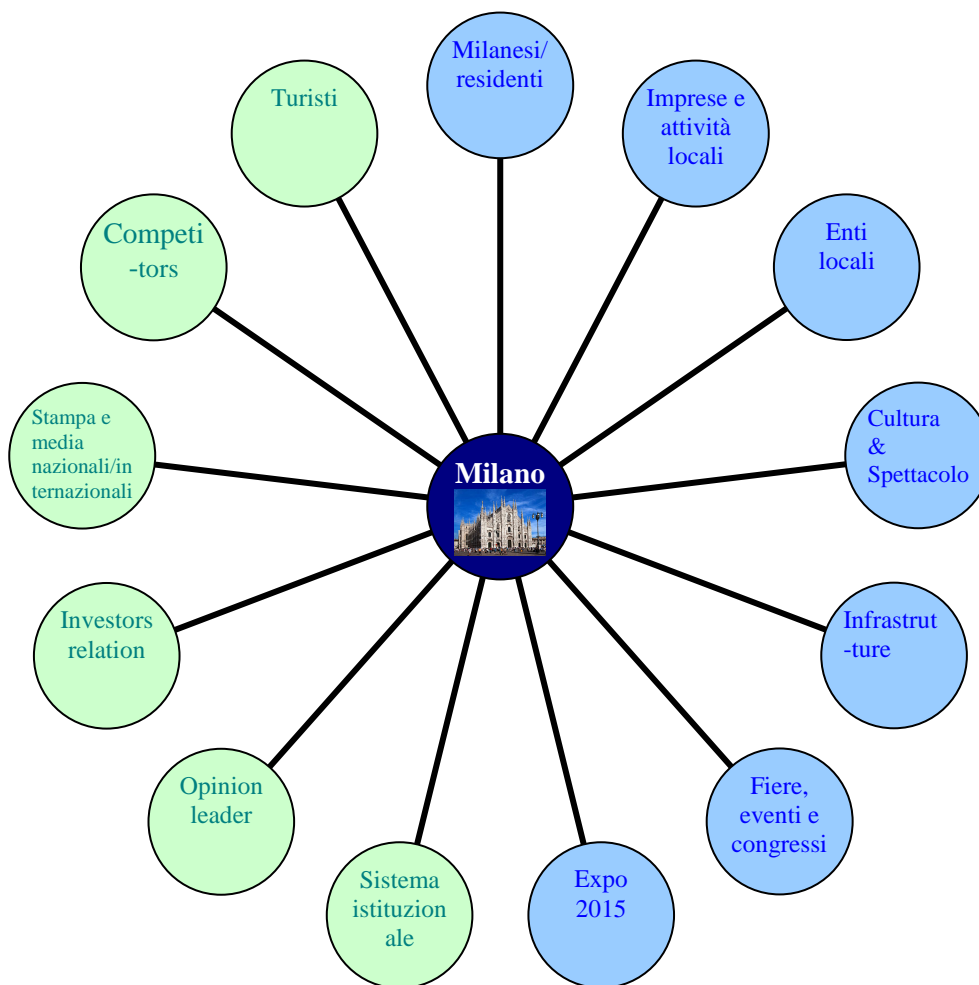 Milanesi/
residenti
Turisti
Imprese e
attività
locali
Competi
-tors
Enti
locali
Stampa e
media
nazionali/in
ternazionali
Cultura
&
Spettacolo
Milano
Investors
relation
Infrastrut
-ture
Opinion
leader
Fiere,
eventi e
congressi
Sistema
istituzion
ale
Expo
2015